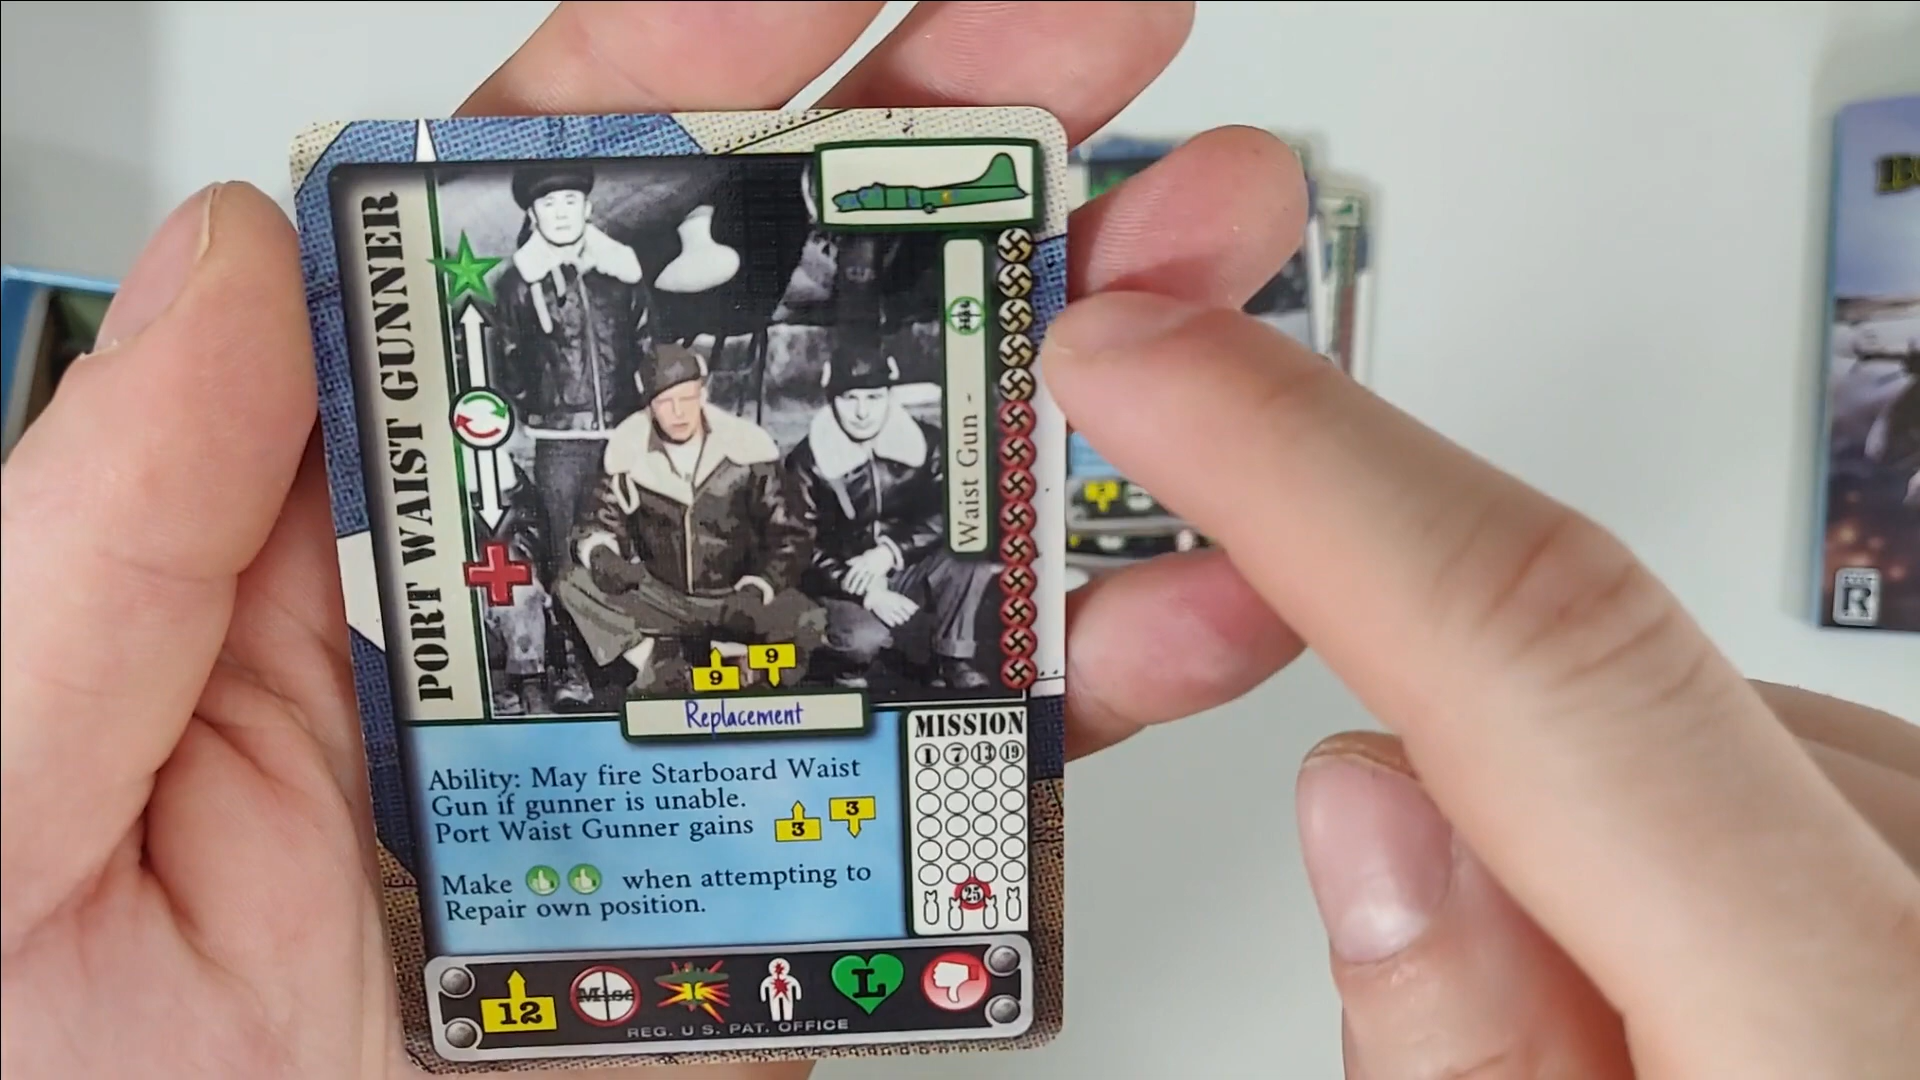 PORT WAIST GUNNER
Waist Gun -
Hit
9
9
Replacement
MISSION
1 7 13 19
25
Ability: May fire Starboard Waist
Gun if gunner is unable.
Port Waist Gunner gains 3 3
Make when attempting to
Repair own position.
12 Miss L
REG. U S. PAT. OFFICE
R